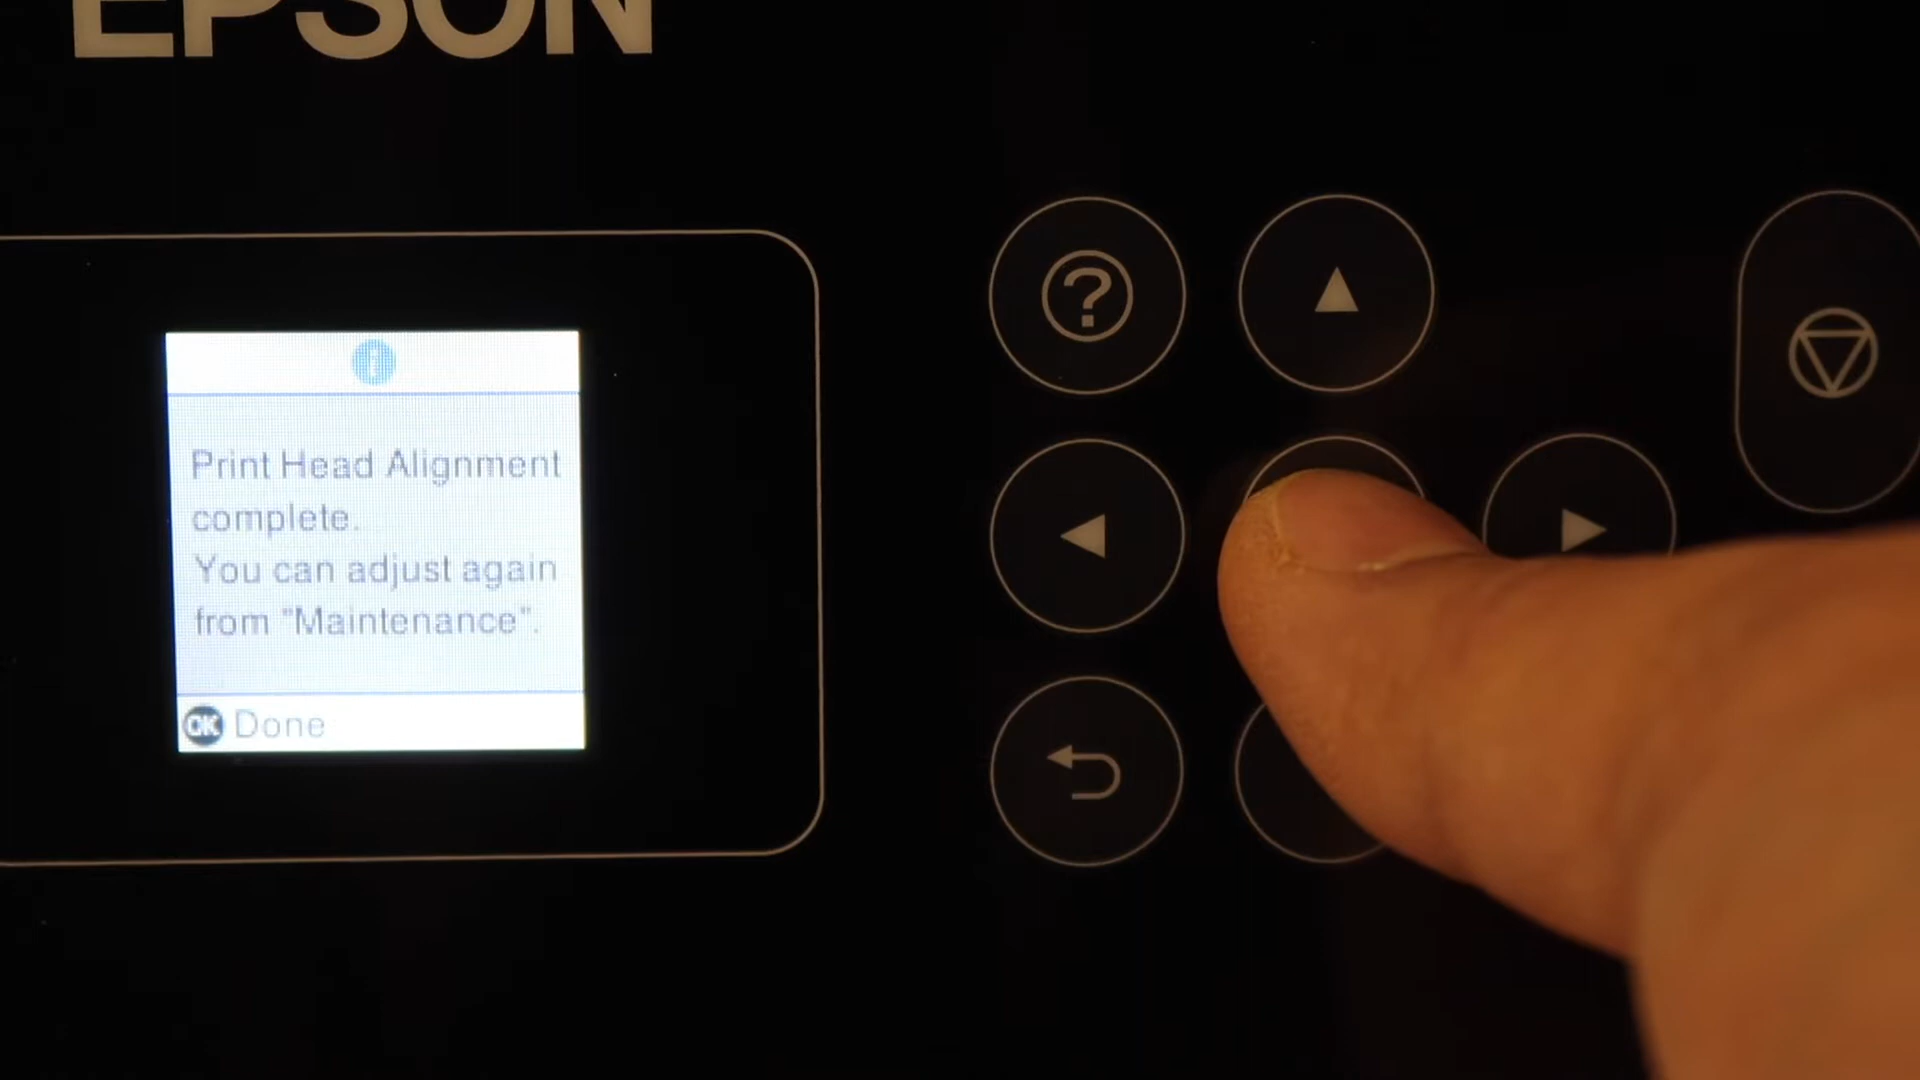 EPSON
?
Print Head Alignment
complete.
You can adjust again
from "Maintenance".
OK Done